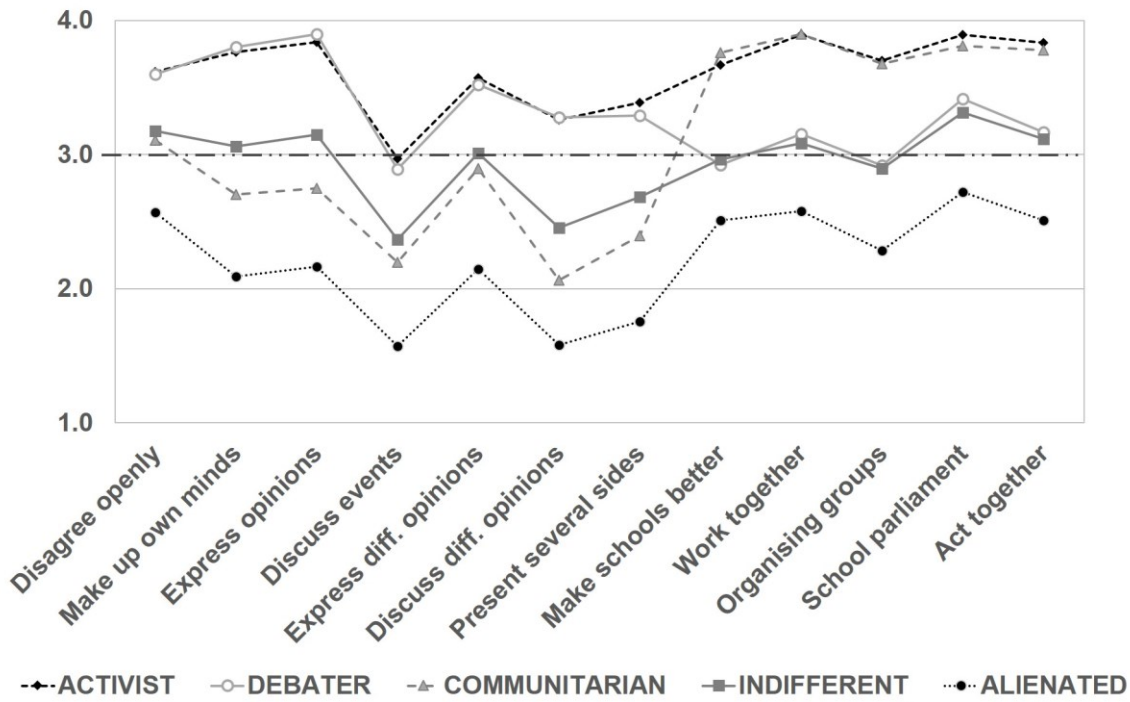 4.0
3.0
2.0
1.0
Disagree openly
Make up own minds
Express opinions
Discuss events
Express diff. opinions
Discuss diff. opinions
Present several sides
Make schools better
Work together
Organising groups
School parliament
Act together
ACTIVIST DEBATER COMMUNITARIAN INDIFFERENT ALIENATED